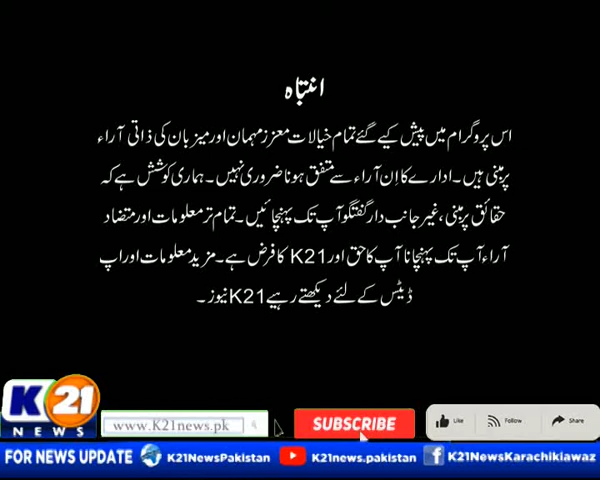 انتباہ
اس پروگرام میں پیش کیے گئے تمام خیالات معزز مہمان اور میزبان کی ذاتی آراء
پر مبنی ہیں۔ ادارے کا اِن آراء سے متفق ہونا ضروری نہیں۔ ہماری کوشش ہے کہ
حقائق پر مبنی، غیر جانب دار گفتگو آپ تک پہنچائیں۔ تمام تر معلومات اور متضاد
آراء آپ تک پہنچانا آپ کا حق اور K21 کا فرض ہے۔ مزید معلومات اور اپ
ڈیٹس کے لئے دیکھتے رہیے K21 نیوز۔
K21
NEWS
www.K21news.pk
SUBSCRIBE
Like
Follow
Share
FOR NEWS UPDATE
K21NewsPakistan
K21news.pakistan
K21NewsKarachikiawaz